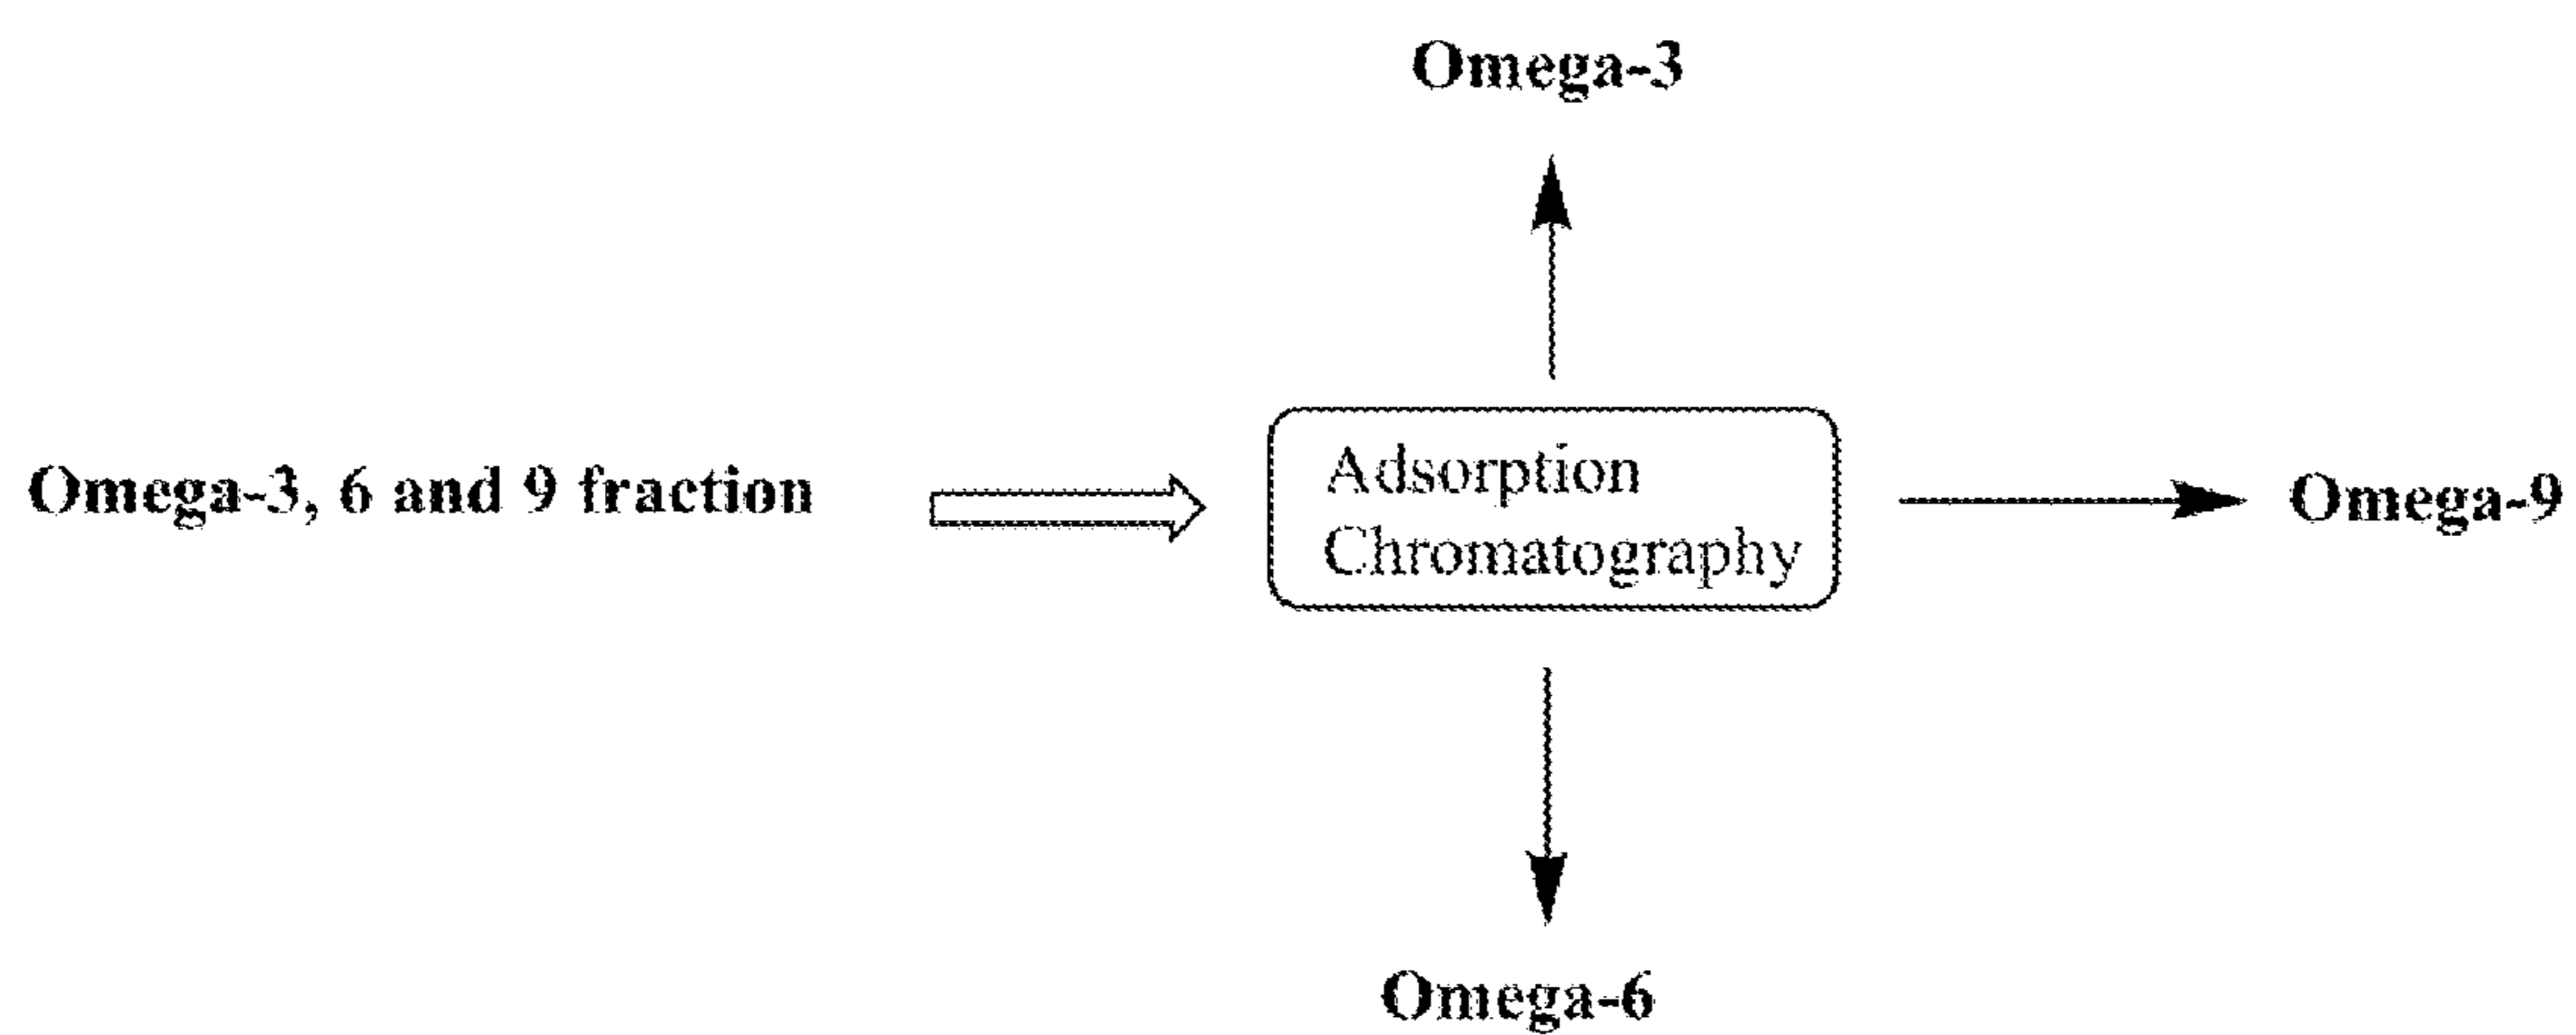 Omega-3
Omega-3, 6 and 9 fraction
Adsorption
Chromatography
Omega-9
Omega-6